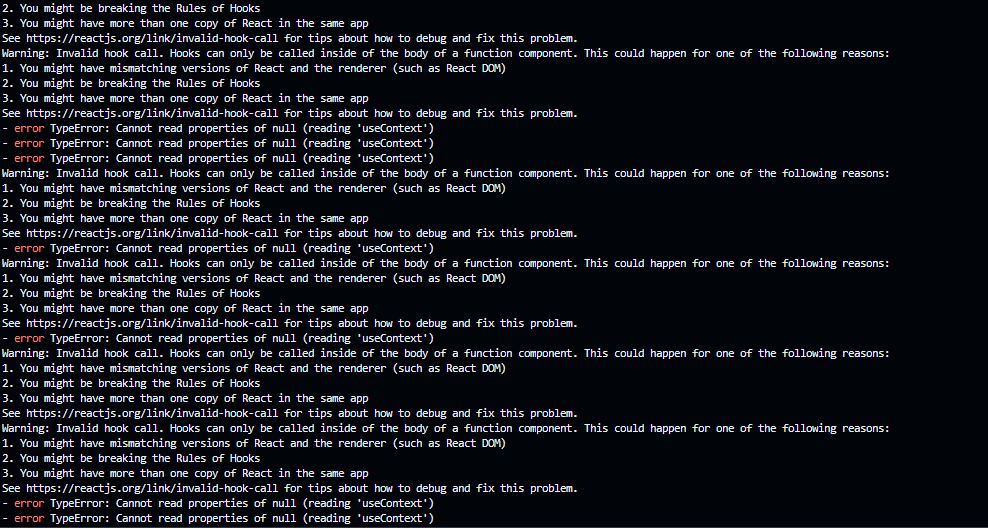 2. You might be breaking the Rules of Hooks
3. You might have more than one copy of React in the same app
See https://reactjs.org/link/invalid-hook-call for tips about how to debug and fix this problem.
Warning: Invalid hook call. Hooks can only be called inside of the body of a function component. This could happen for one of the following reasons:
1. You might have mismatching versions of React and the renderer (such as React DOM)
2. You might be breaking the Rules of Hooks
3. You might have more than one copy of React in the same app
See https://reactjs.org/link/invalid-hook-call for tips about how to debug and fix this problem.
- error TypeError: Cannot read properties of null (reading 'useContext')
- error TypeError: Cannot read properties of null (reading 'useContext')
- error TypeError: Cannot read properties of null (reading 'useContext')
Warning: Invalid hook call. Hooks can only be called inside of the body of a function component. This could happen for one of the following reasons:
1. You might have mismatching versions of React and the renderer (such as React DOM)
2. You might be breaking the Rules of Hooks
3. You might have more than one copy of React in the same app
See https://reactjs.org/link/invalid-hook-call for tips about how to debug and fix this problem.
- error TypeError: Cannot read properties of null (reading 'useContext')
Warning: Invalid hook call. Hooks can only be called inside of the body of a function component. This could happen for one of the following reasons:
1. You might have mismatching versions of React and the renderer (such as React DOM)
2. You might be breaking the Rules of Hooks
3. You might have more than one copy of React in the same app
See https://reactjs.org/link/invalid-hook-call for tips about how to debug and fix this problem.
- error TypeError: Cannot read properties of null (reading 'useContext')
Warning: Invalid hook call. Hooks can only be called inside of the body of a function component. This could happen for one of the following reasons:
1. You might have mismatching versions of React and the renderer (such as React DOM)
2. You might be breaking the Rules of Hooks
3. You might have more than one copy of React in the same app
See https://reactjs.org/link/invalid-hook-call for tips about how to debug and fix this problem.
Warning: Invalid hook call. Hooks can only be called inside of the body of a function component. This could happen for one of the following reasons:
1. You might have mismatching versions of React and the renderer (such as React DOM)
2. You might be breaking the Rules of Hooks
3. You might have more than one copy of React in the same app
See https://reactjs.org/link/invalid-hook-call for tips about how to debug and fix this problem.
- error TypeError: Cannot read properties of null (reading 'useContext')
- error TypeError: Cannot read properties of null (reading 'useContext')